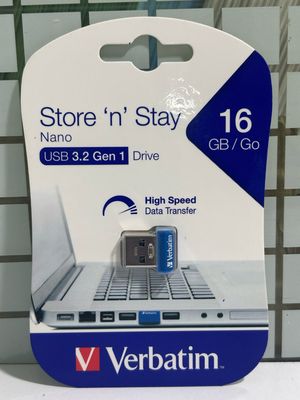 Store 'n' Stay
Nano
USB 3.2 Gen 1 Drive
16
GB / Go
High Speed
Data Transfer
Verbatim
Verbatim